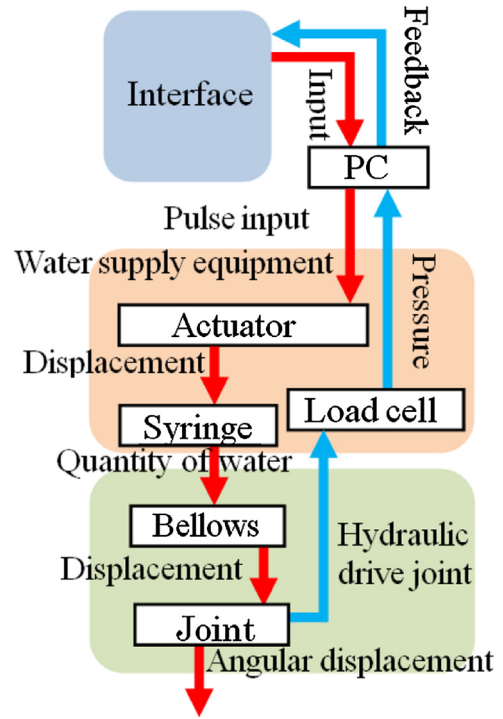 Interface
Feedback
Input
PC
Pulse input
Water supply equipment
Pressure
Actuator
Displacement
Load cell
Syringe
Quantity of water
Bellows
Hydraulic
drive joint
Displacement
Joint
Angular displacement